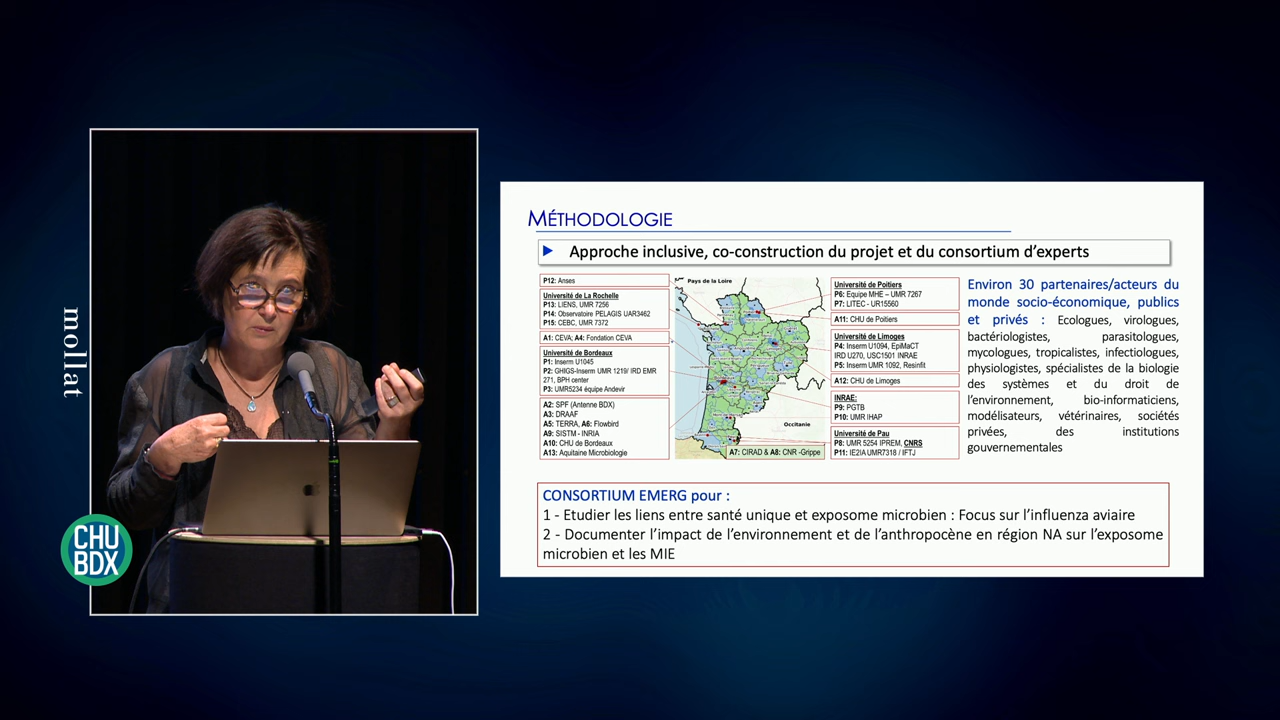 mollat
CHU
BDX
MÉTHODOLOGIE
Approche inclusive, co-construction du projet et du consortium d'experts
P12: Anses
Université de La Rochelle
P13: LIENS, UMR 7256
P14: Observatoire PELAGIS UAR3462
P15: CEBC, UMR 7372
A1: CEVA; A4: Fondation CEVA
Université de Bordeaux
P1: Inserm U1045
P2: GHIGS-Inserm UMR 1219/ IRD EMR
271, BPH center
P3: UMR5234 équipe Andevir
A2: SPF (Antenne BDX)
A3: DRAAF
A5: TERRA, A6: Flowbird
A9: SISTM - INRIA
A10: CHU de Bordeaux
A13: Aquitaine Microbiologie
Pays de la Loire
Occitanie
A7: CIRAD & A8: CNR -Grippe
Université de Poitiers
P6: Equipe MHE – UMR 7267
P7: LITEC - UR15560
A11: CHU de Poitiers
Université de Limoges
P4: Inserm U1094, EpiMaCT
IRD U270, USC1501 INRAE
P5: Inserm UMR 1092, Resinfit
A12: CHU de Limoges
INRAE:
P9: PGTB
P10: UMR IHAP
Université de Pau
P8: UMR 5254 IPREM, CNRS
P11: IE2IA UMR7318 / IFTJ
Environ 30 partenaires/acteurs du
monde socio-économique, publics
et privés : Ecologues, virologues,
bactériologistes, parasitologues,
mycologues, tropicalistes, infectiologues,
physiologistes, spécialistes de la biologie
des systèmes et du droit de
l'environnement, bio-informaticiens,
modélisateurs, vétérinaires, sociétés
privées, des institutions
gouvernementales
CONSORTIUM EMERG pour :
1 - Etudier les liens entre santé unique et exposome microbien : Focus sur l'influenza aviaire
2 - Documenter l'impact de l'environnement et de l'anthropocène en région NA sur l'exposome
microbien et les MIE